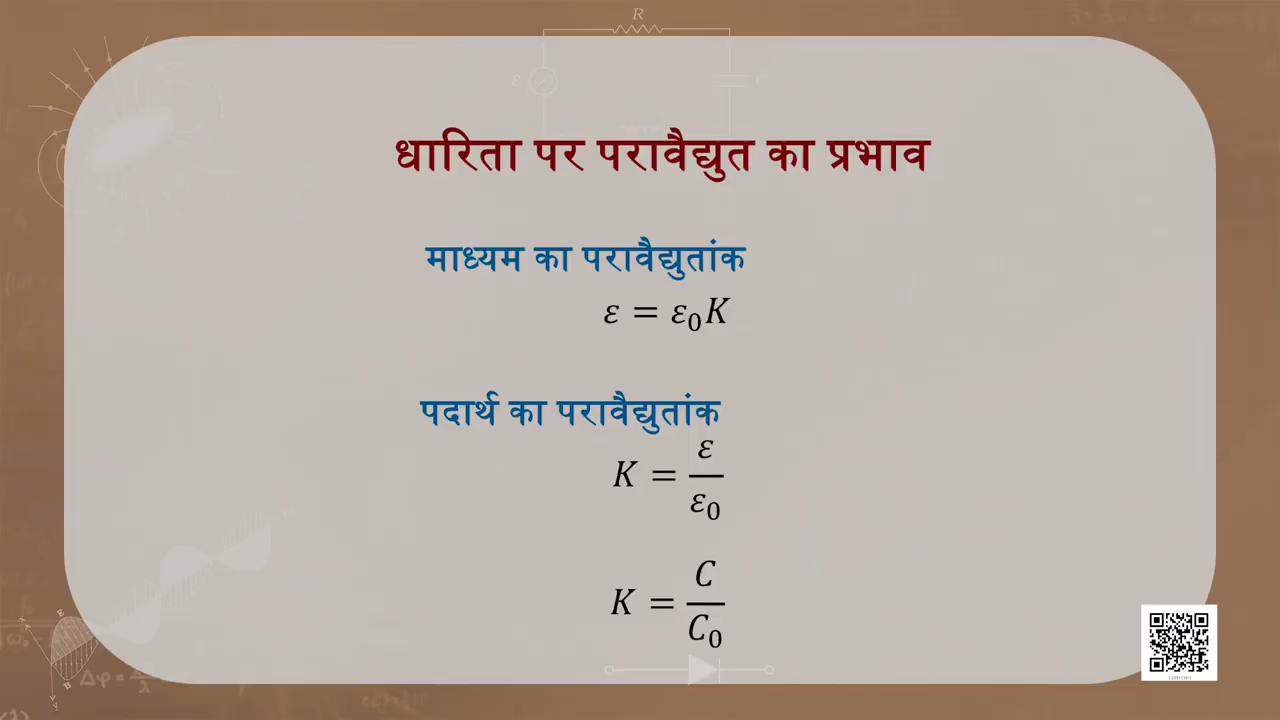 R
धारिता पर परावैद्युत का प्रभाव
माध्यम का परावैद्युतांक
ε = ε₀K
पदार्थ का परावैद्युतांक
K = ε/ε₀
K = C/C₀